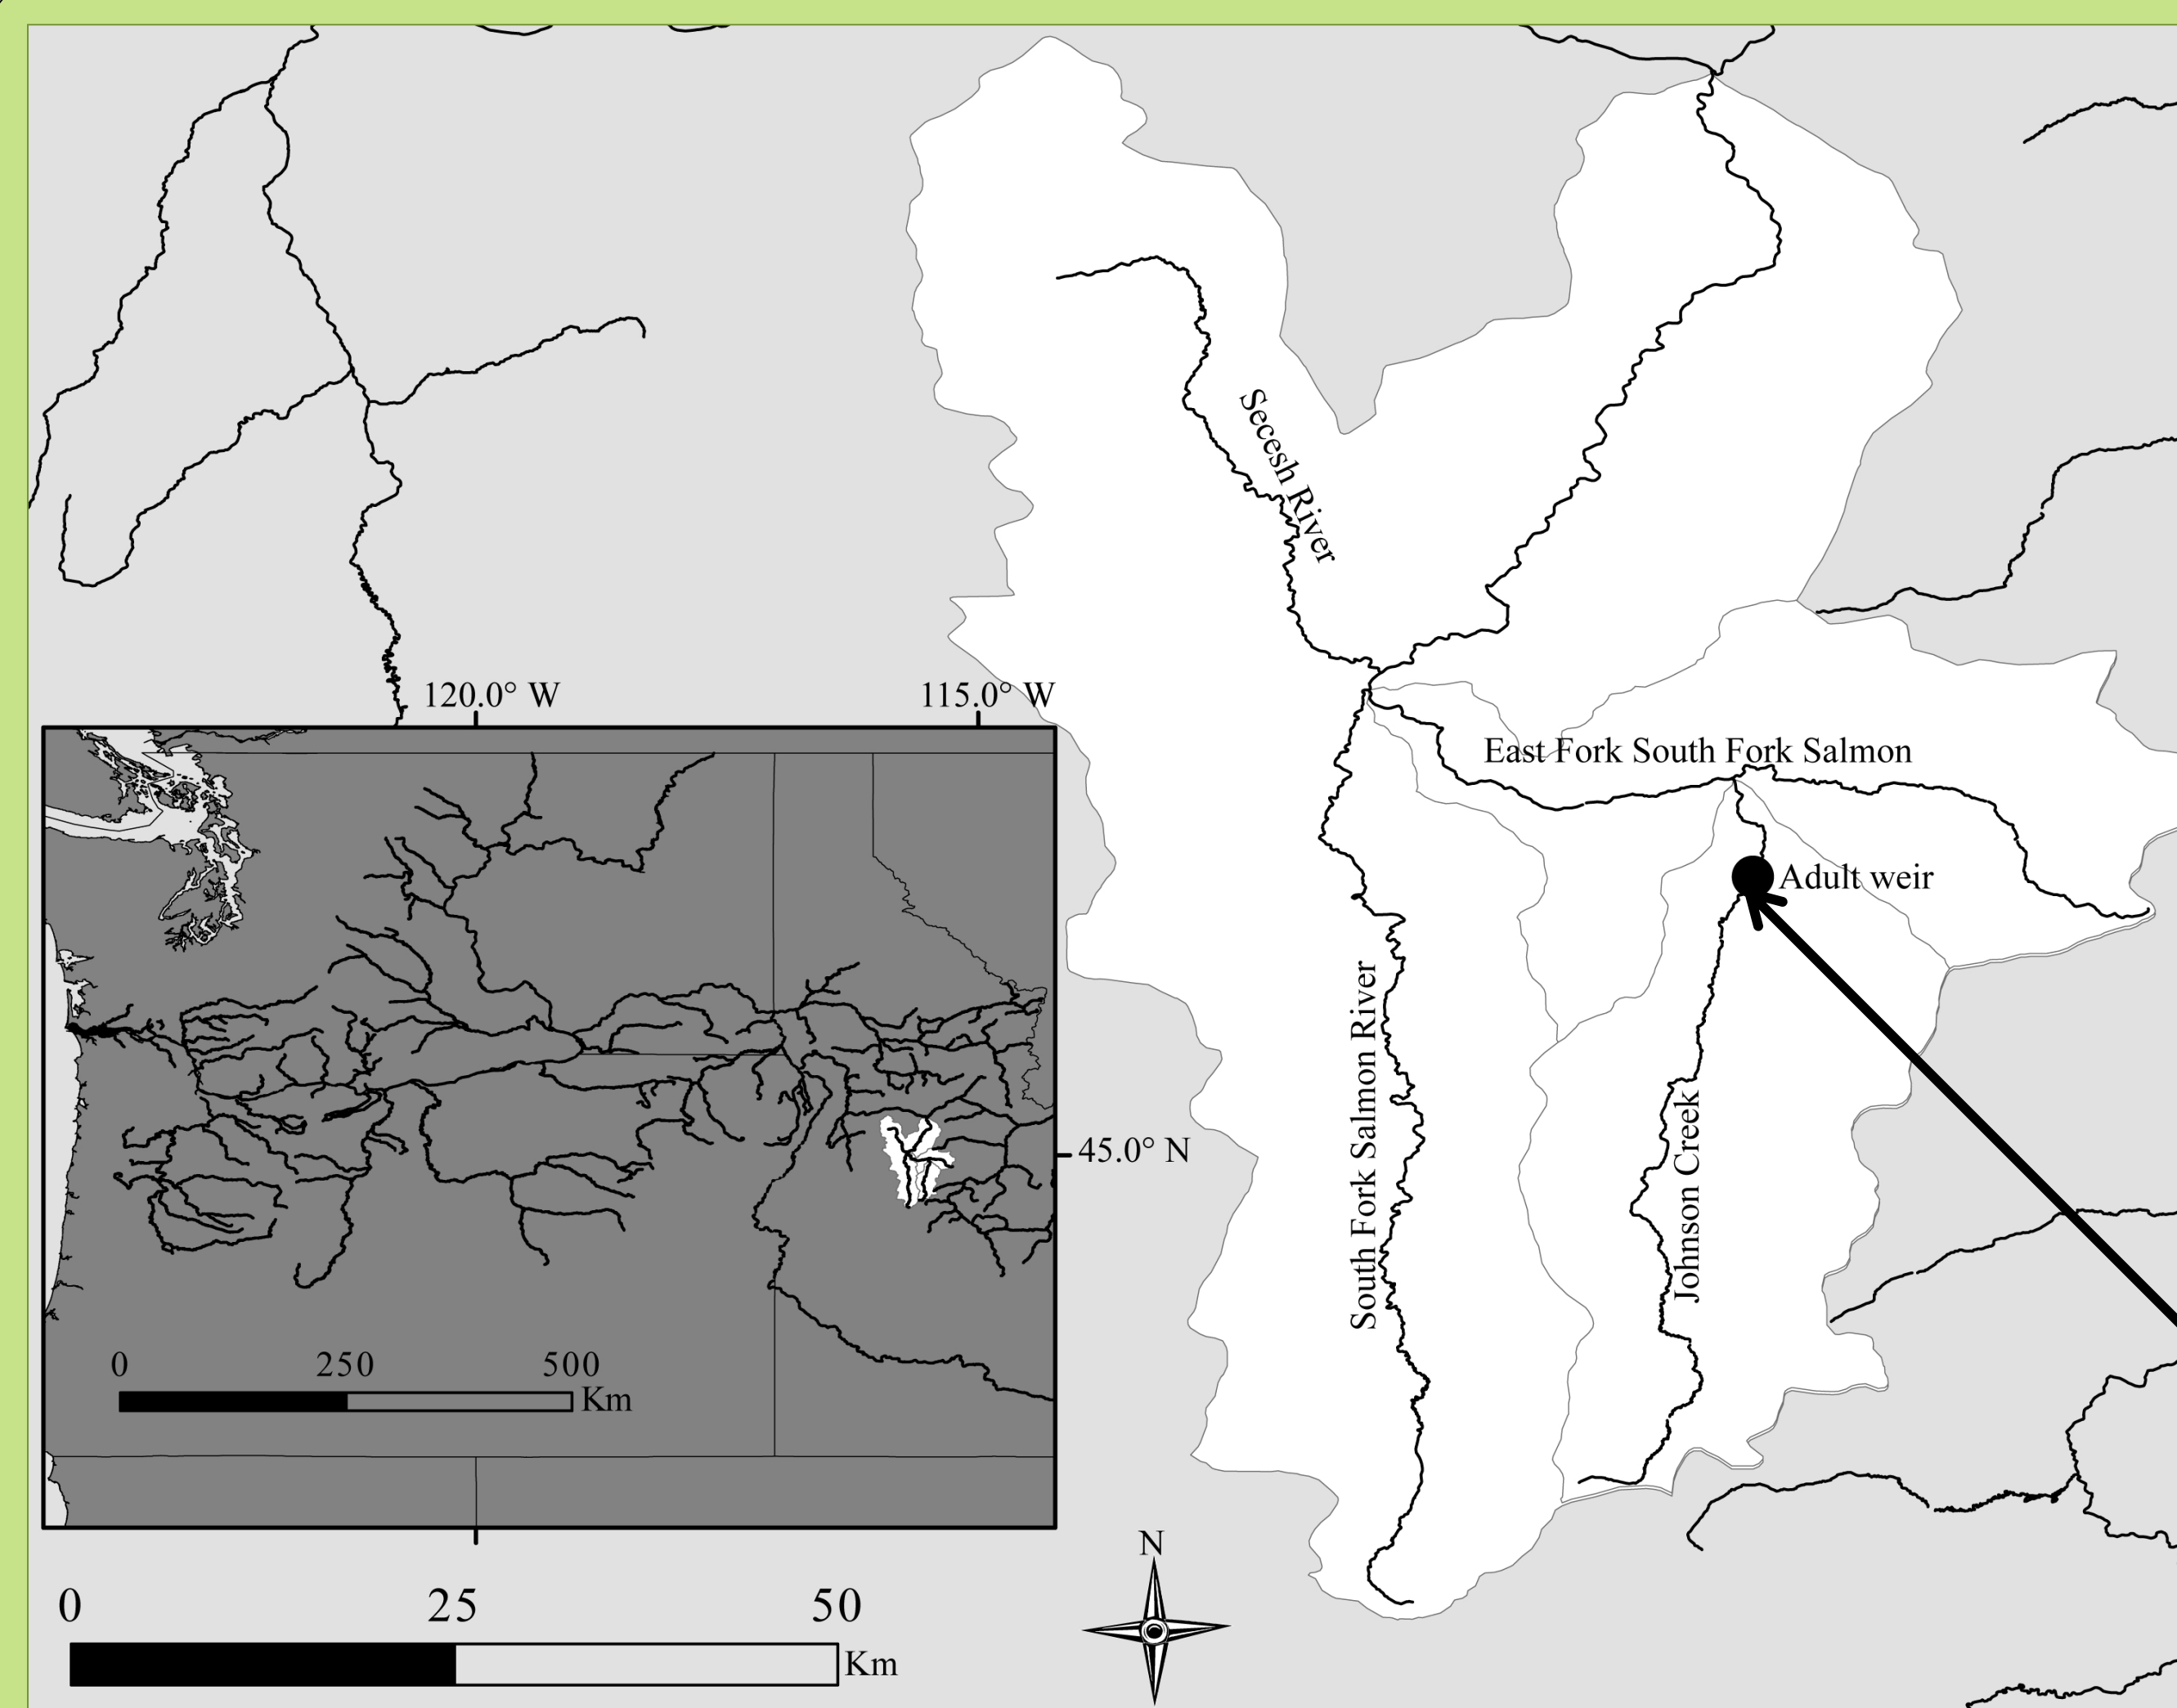 Secesh River
120.0° W
115.0° W
East Fork South Fork Salmon
Adult weir
South Fork Salmon River
Johnson Creek
45.0° N
0 250 500
Km
N
0 25 50
Km